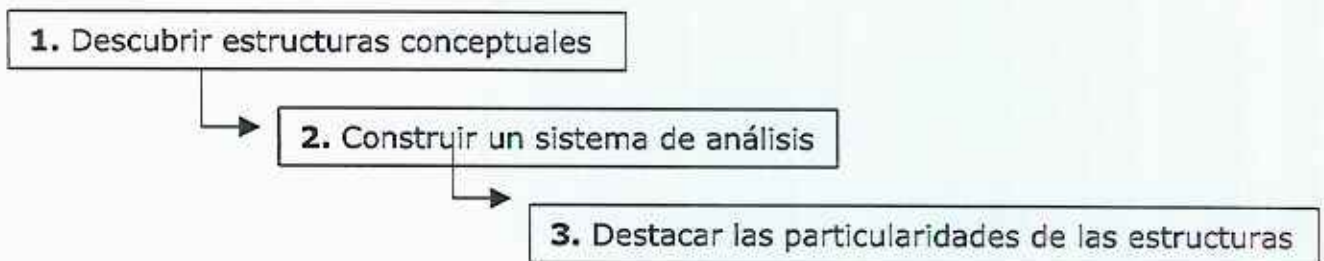 1. Descubrir estructuras conceptuales
2. Construir un sistema de análisis
3. Destacar las particularidades de las estructuras